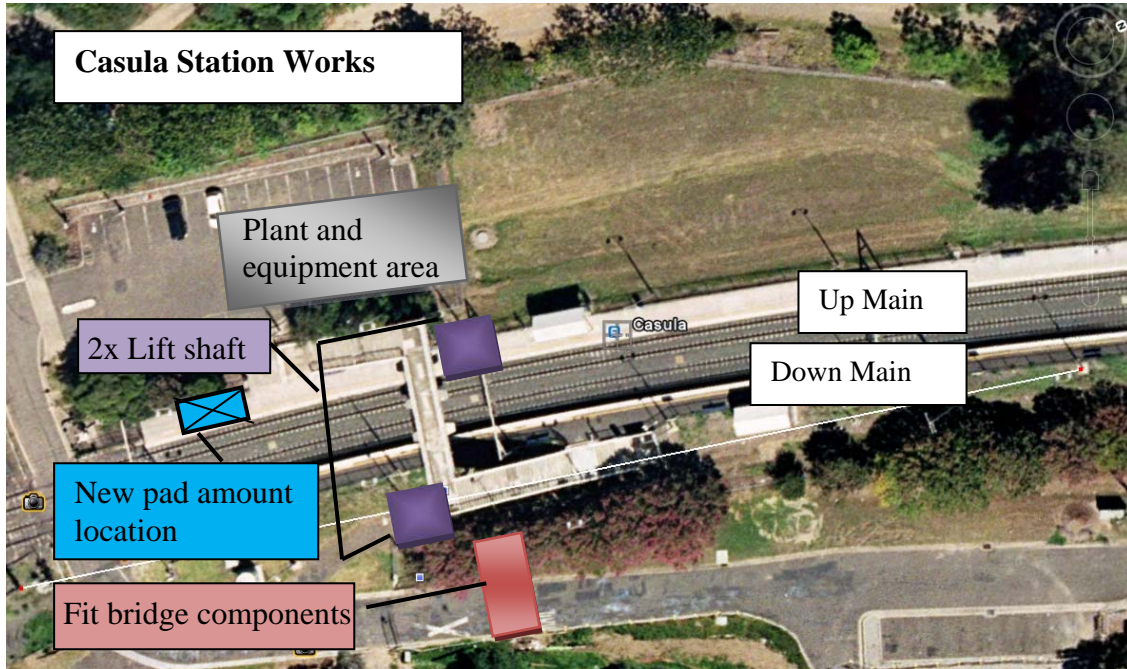 Casula Station Works
Plant and
equipment area
Up Main
Casula
2x Lift shaft
Down Main
New pad amount
location
Fit bridge components